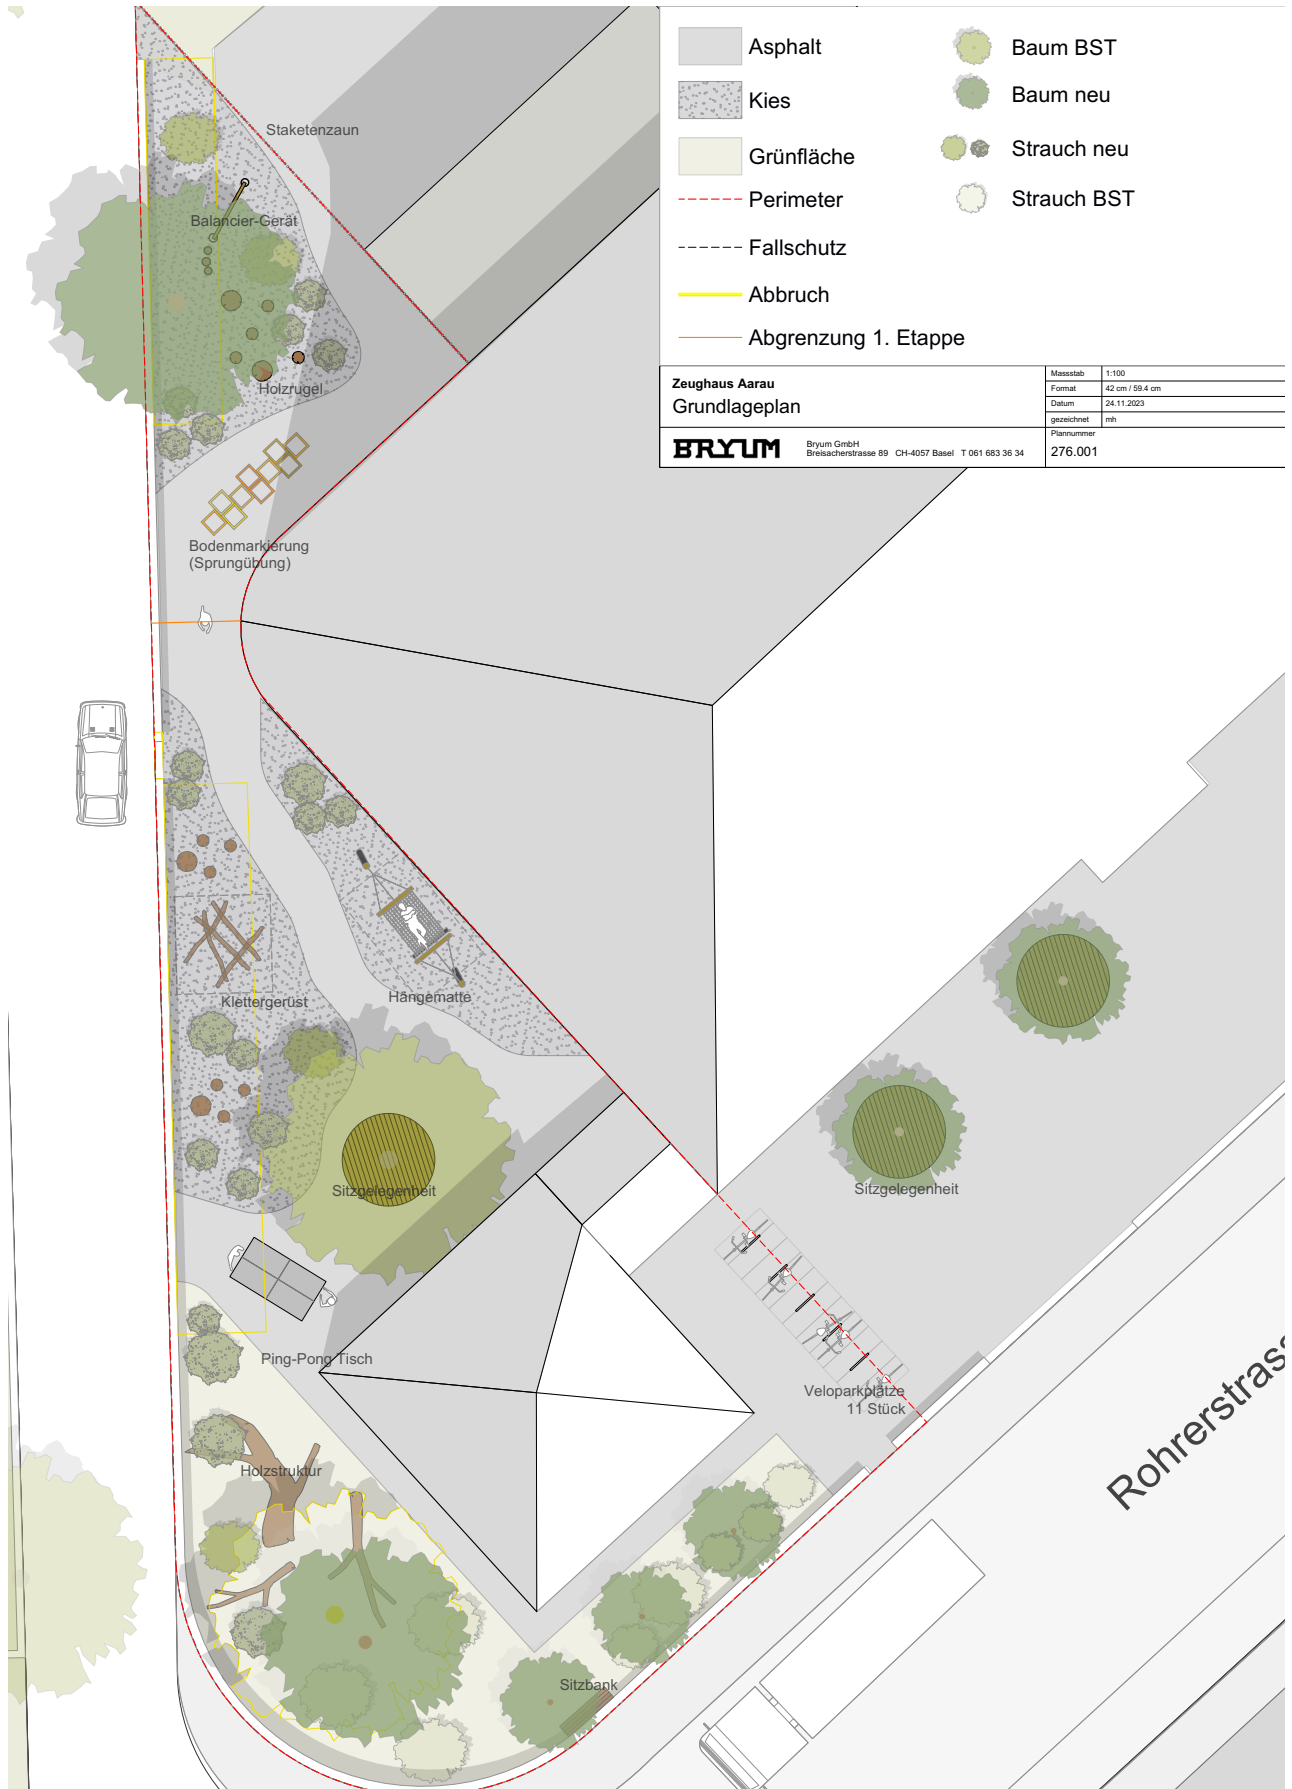 Asphalt
Kies
Grünfläche
Perimeter
Fallschutz
Abbruch
Abgrenzung 1. Etappe
Baum BST
Baum neu
Strauch neu
Strauch BST
Zeughaus Aarau
Grundlageplan
Massstab 1:100
Format 42 cm / 59.4 cm
Datum 24.11.2023
gezeichnet mh
Plannummer
276.001
BRYUM
Bryum GmbH
Breisacherstrasse 89 CH-4057 Basel T 061 683 36 34
Staketenzaun
Balancier-Gerät
Holzrugel
Bodenmarkierung
(Sprungübung)
Klettergerüst
Hängematte
Sitzgelegenheit
Sitzgelegenheit
Ping-Pong Tisch
Veloparkplätze
11 Stück
Holzstruktur
Sitzbank
Rohrerstrass